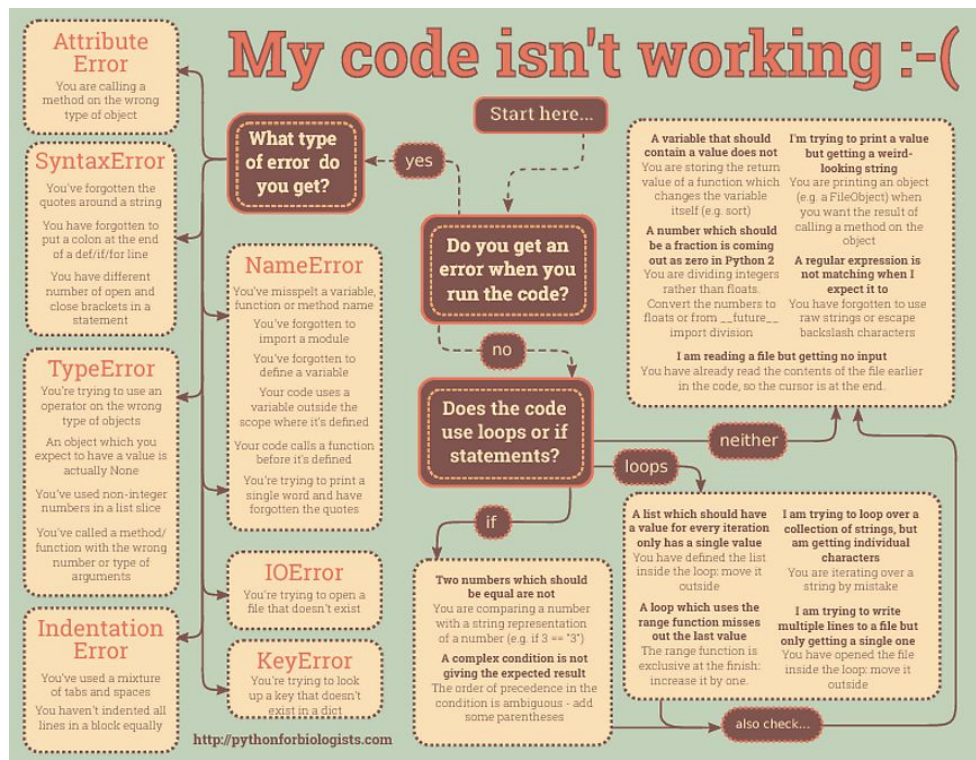 My code isn't working :-(
Start here...
Do you get an
error when you
run the code?
yes
What type
of error do
you get?
Attribute
Error
You are calling a
method on the wrong
type of object
SyntaxError
You've forgotten the
quotes around a string
You have forgotten to
put a colon at the end
of a def/if/for line
You have different
number of open and
close brackets in a
statement
TypeError
You're trying to use an
operator on the wrong
type of objects
An object which you
expect to have a value is
actually None
You've used non-integer
numbers in a list slice
You've called a method/
function with the wrong
number or type of
arguments
Indentation
Error
You've used a mixture
of tabs and spaces
You haven't indented all
lines in a block equally
NameError
You've misspelt a variable,
function or method name
You've forgotten to
import a module
You've forgotten to
define a variable
Your code uses a
variable outside the
scope where it's defined
Your code calls a function
before it's defined
You're trying to print a
single word and have
forgotten the quotes
IOError
You're trying to open a
file that doesn't exist
KeyError
You're trying to look
up a key that doesn't
exist in a dict
no
Does the code
use loops or if
statements?
neither
loops
if
A variable that should
contain a value does not
You are storing the return
value of a function which
changes the variable
itself (e.g. sort)
A number which should
be a fraction is coming
out as zero in Python 2
You are dividing integers
rather than floats.
Convert the numbers to
floats or from __future__
import division
I'm trying to print a value
but getting a weird-
looking string
You are printing an object
(e.g. a FileObject) when
you want the result of
calling a method on the
object
A regular expression is
not matching when I
expect it to
You have forgotten to use
raw strings or escape
backslash characters
I am reading a file but getting no input
You have already read the contents of the file earlier
in the code, so the cursor is at the end.
A list which should have
a value for every iteration
only has a single value
You have defined the list
inside the loop: move it
outside
A loop which uses the
range function misses
out the last value
The range function is
exclusive at the finish:
increase it by one.
I am trying to loop over a
collection of strings, but
am getting individual
characters
You are iterating over a
string by mistake
I am trying to write
multiple lines to a file but
only getting a single one
You have opened the file
inside the loop: move it
outside
Two numbers which should
be equal are not
You are comparing a number
with a string representation
of a number (e.g. if 3 == "3")
A complex condition is not
giving the expected result
The order of precedence in the
condition is ambiguous - add
some parentheses
also check...
http://pythonforbiologists.com